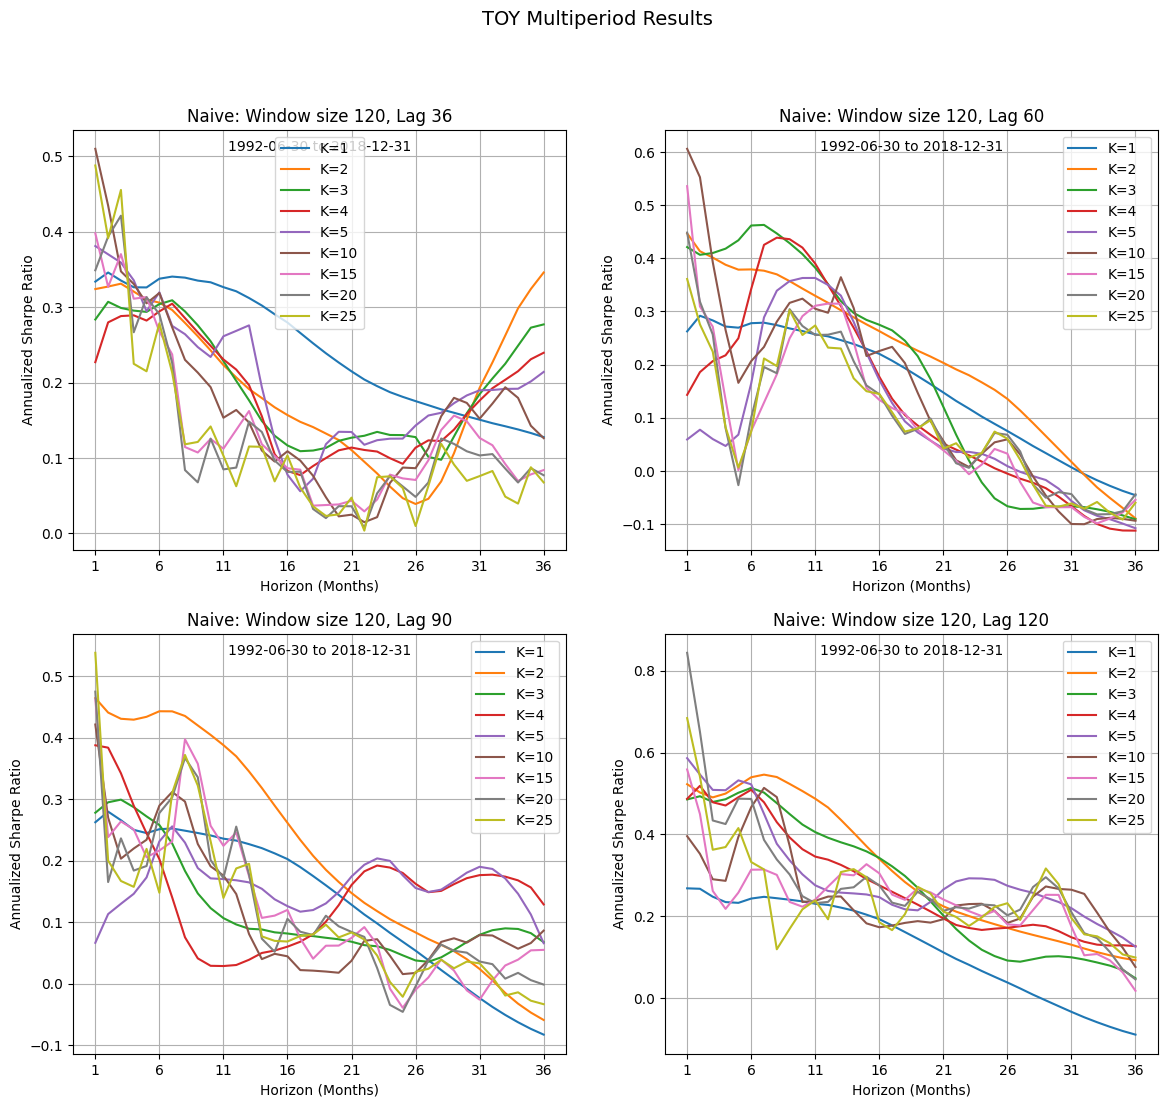 TOY Multiperiod Results
Naive: Window size 120, Lag 36
1992-06-30 to 2018-12-31
K=1
K=2
K=3
K=4
K=5
K=10
K=15
K=20
K=25
Annualized Sharpe Ratio
0.5
0.4
0.3
0.2
0.1
0.0
1 6 11 16 21 26 31 36
Horizon (Months)
Naive: Window size 120, Lag 60
1992-06-30 to 2018-12-31
K=1
K=2
K=3
K=4
K=5
K=10
K=15
K=20
K=25
Annualized Sharpe Ratio
0.6
0.5
0.4
0.3
0.2
0.1
0.0
−0.1
1 6 11 16 21 26 31 36
Horizon (Months)
Naive: Window size 120, Lag 90
1992-06-30 to 2018-12-31
K=1
K=2
K=3
K=4
K=5
K=10
K=15
K=20
K=25
Annualized Sharpe Ratio
0.5
0.4
0.3
0.2
0.1
0.0
−0.1
1 6 11 16 21 26 31 36
Horizon (Months)
Naive: Window size 120, Lag 120
1992-06-30 to 2018-12-31
K=1
K=2
K=3
K=4
K=5
K=10
K=15
K=20
K=25
Annualized Sharpe Ratio
0.8
0.6
0.4
0.2
0.0
1 6 11 16 21 26 31 36
Horizon (Months)